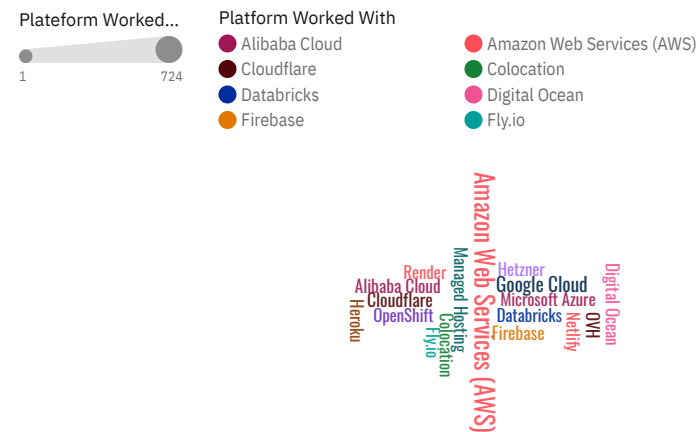 Plateform Worked...
1
724
Platform Worked With
Alibaba Cloud
Amazon Web Services (AWS)
Cloudflare
Colocation
Databricks
Digital Ocean
Firebase
Fly.io
Amazon Web Services (AWS)
Managed Hosting
Hetzner
Digital Ocean
Render
Google Cloud
Alibaba Cloud
Microsoft Azure
Cloudflare
Heroku
OpenShift
Databricks
Colocation
Netlify
OVH
Fly.io
Firebase